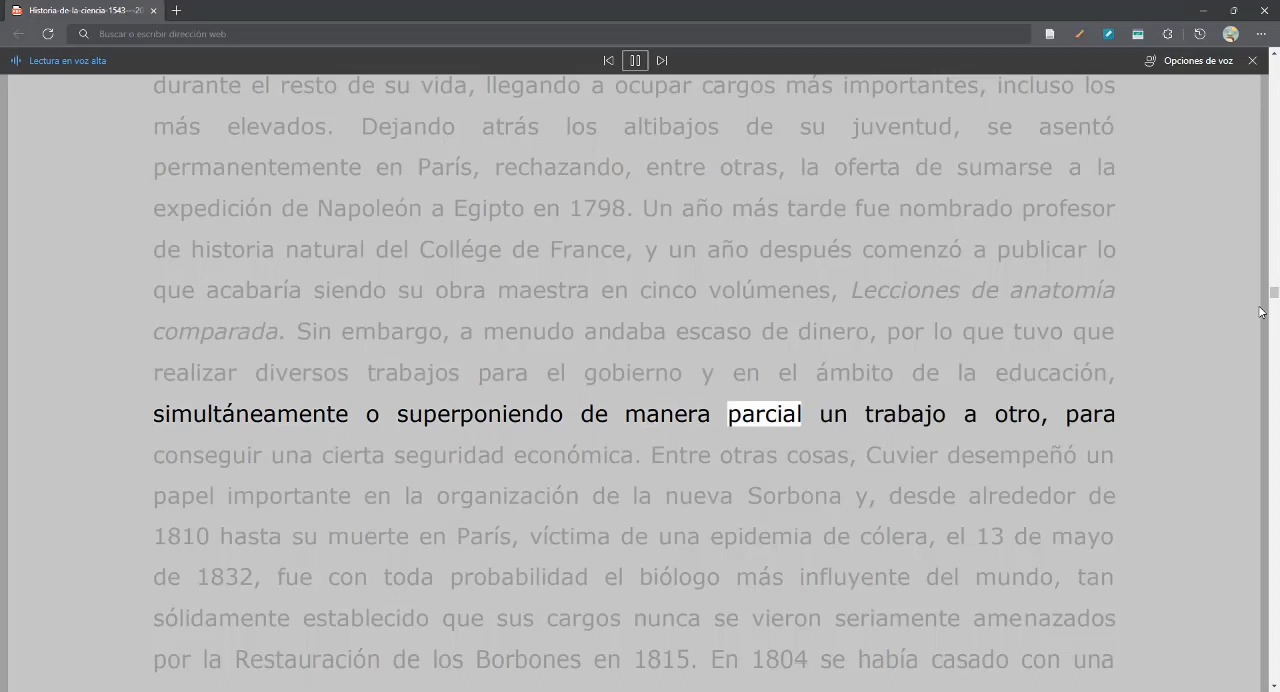 Historia-de-la-ciencia-1543---20
Buscar o escribir dirección web
Lectura en voz alta
Opciones de voz
durante el resto de su vida, llegando a ocupar cargos más importantes, incluso los
más elevados. Dejando atrás los altibajos de su juventud, se asentó
permanentemente en París, rechazando, entre otras, la oferta de sumarse a la
expedición de Napoleón a Egipto en 1798. Un año más tarde fue nombrado profesor
de historia natural del Collége de France, y un año después comenzó a publicar lo
que acabaría siendo su obra maestra en cinco volúmenes, Lecciones de anatomía
comparada. Sin embargo, a menudo andaba escaso de dinero, por lo que tuvo que
realizar diversos trabajos para el gobierno y en el ámbito de la educación,
simultáneamente o superponiendo de manera parcial un trabajo a otro, para
conseguir una cierta seguridad económica. Entre otras cosas, Cuvier desempeñó un
papel importante en la organización de la nueva Sorbona y, desde alrededor de
1810 hasta su muerte en París, víctima de una epidemia de cólera, el 13 de mayo
de 1832, fue con toda probabilidad el biólogo más influyente del mundo, tan
sólidamente establecido que sus cargos nunca se vieron seriamente amenazados
por la Restauración de los Borbones en 1815. En 1804 se había casado con una